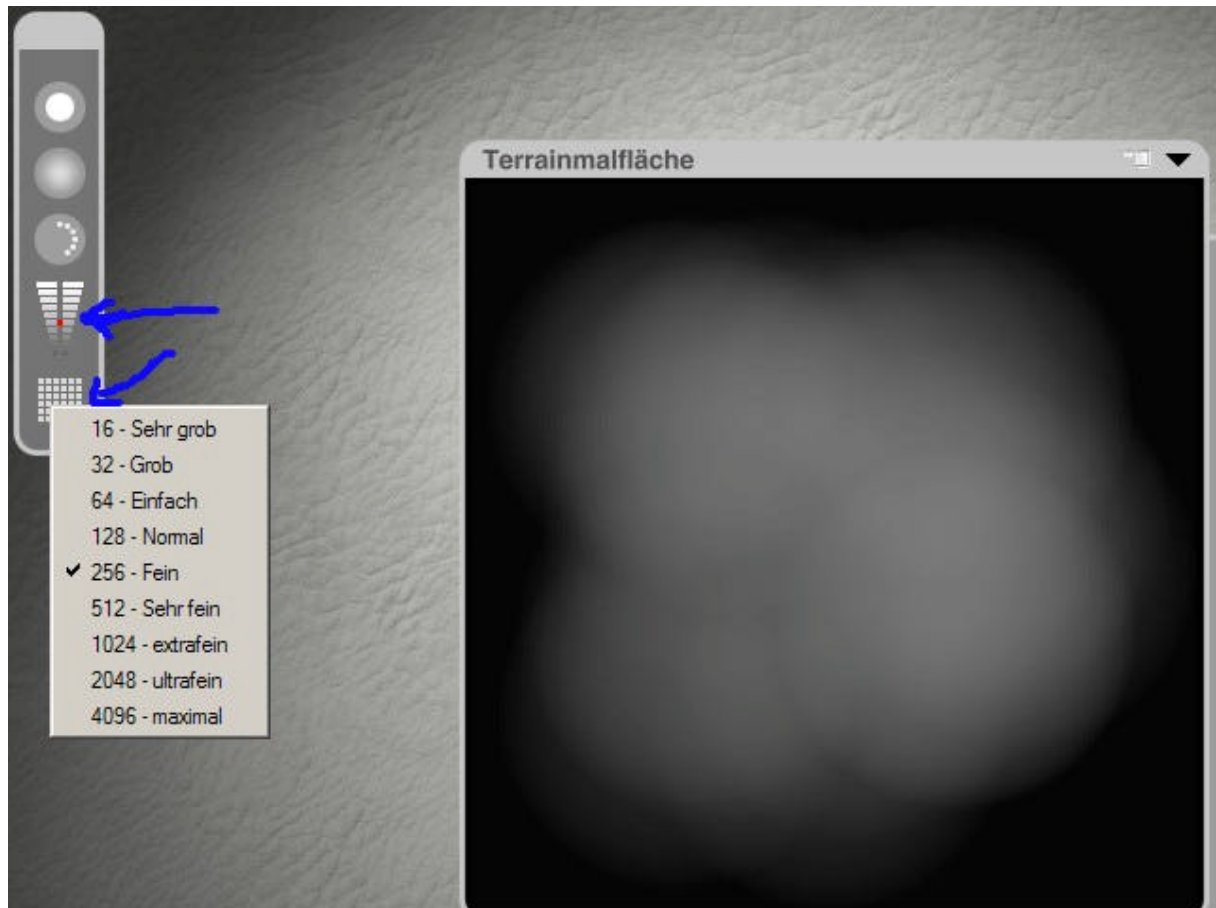 Terrainmalfläche
16 - Sehr grob
32 - Grob
64 - Einfach
128 - Normal
256 - Fein
512 - Sehr fein
1024 - extrafein
2048 - ultrafein
4096 - maximal